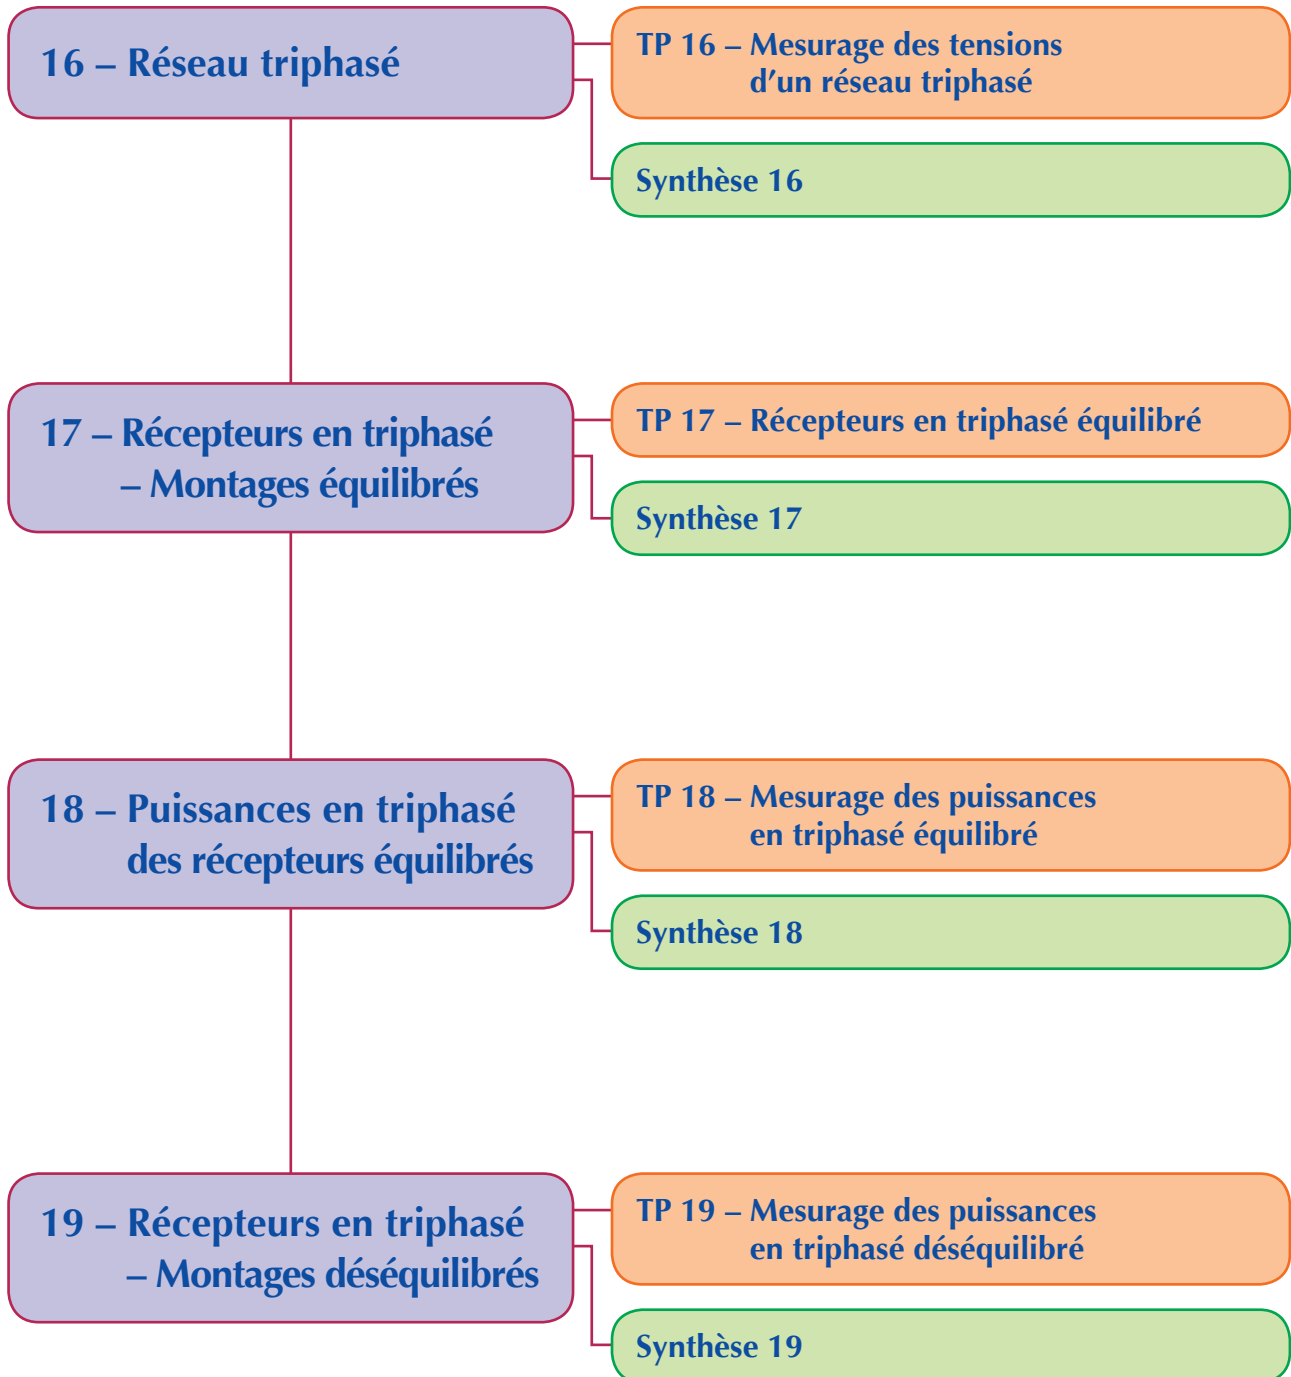 16 – Réseau triphasé
TP 16 – Mesurage des tensions
d’un réseau triphasé
Synthèse 16
17 – Récepteurs en triphasé
– Montages équilibrés
TP 17 – Récepteurs en triphasé équilibré
Synthèse 17
18 – Puissances en triphasé
des récepteurs équilibrés
TP 18 – Mesurage des puissances
en triphasé équilibré
Synthèse 18
19 – Récepteurs en triphasé
– Montages déséquilibrés
TP 19 – Mesurage des puissances
en triphasé déséquilibré
Synthèse 19